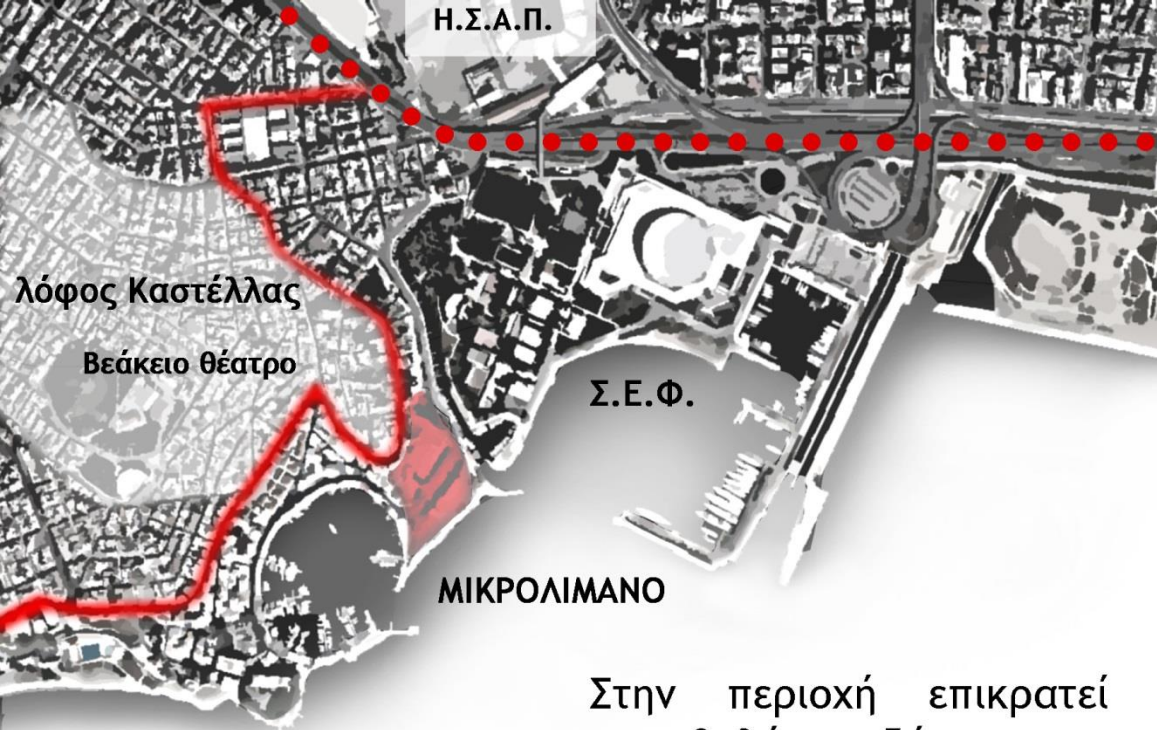 Η.Σ.Α.Π.
λόφος Καστέλλας
Βεάκειο θέατρο
Σ.Ε.Φ.
ΜΙΚΡΟΛΙΜΑΝΟ
Στην περιοχή επικρατεί